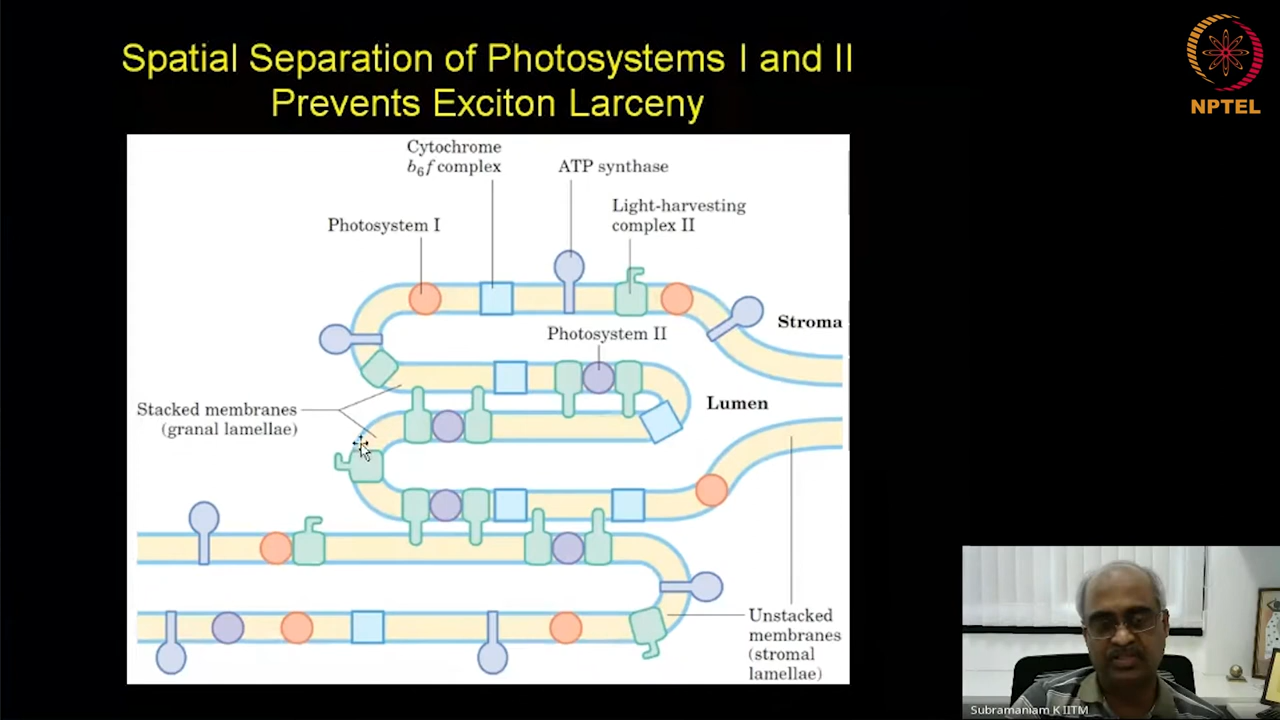 Spatial Separation of Photosystems I and II
Prevents Exciton Larceny
NPTEL
Cytochrome
b6f complex
ATP synthase
Light-harvesting
complex II
Photosystem I
Stroma
Photosystem II
Lumen
Stacked membranes
(granal lamellae)
Unstacked
membranes
(stromal
lamellae)
Subramaniam K IITM